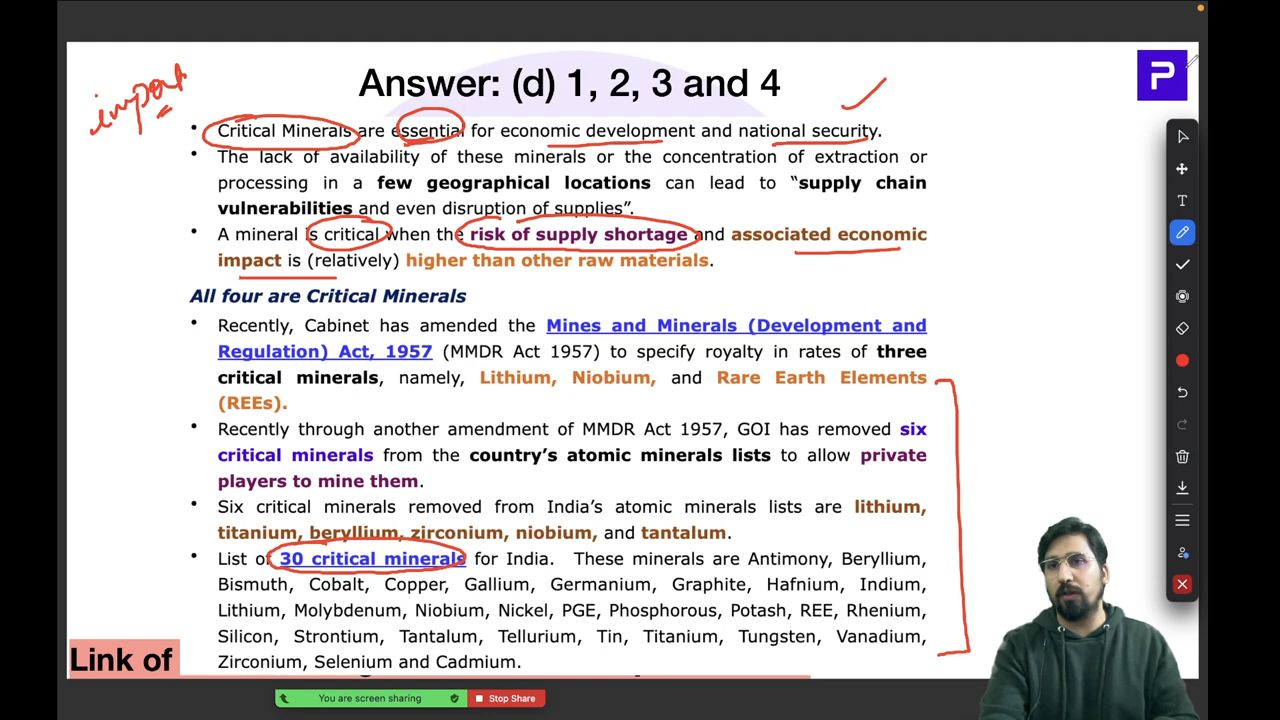 import
Answer: (d) 1, 2, 3 and 4
P
• Critical Minerals are essential for economic development and national security.
• The lack of availability of these minerals or the concentration of extraction or
processing in a few geographical locations can lead to “supply chain
vulnerabilities and even disruption of supplies”.
• A mineral is critical when the risk of supply shortage and associated economic
impact is (relatively) higher than other raw materials.
All four are Critical Minerals
• Recently, Cabinet has amended the Mines and Minerals (Development and
Regulation) Act, 1957 (MMDR Act 1957) to specify royalty in rates of three
critical minerals, namely, Lithium, Niobium, and Rare Earth Elements
(REEs).
• Recently through another amendment of MMDR Act 1957, GOI has removed six
critical minerals from the country’s atomic minerals lists to allow private
players to mine them.
• Six critical minerals removed from India’s atomic minerals lists are lithium,
titanium, beryllium, zirconium, niobium, and tantalum.
• List of 30 critical minerals for India. These minerals are Antimony, Beryllium,
Bismuth, Cobalt, Copper, Gallium, Germanium, Graphite, Hafnium, Indium,
Lithium, Molybdenum, Niobium, Nickel, PGE, Phosphorous, Potash, REE, Rhenium,
Silicon, Strontium, Tantalum, Tellurium, Tin, Titanium, Tungsten, Vanadium,
Zirconium, Selenium and Cadmium.
Link of
You are screen sharing
Stop Share
T